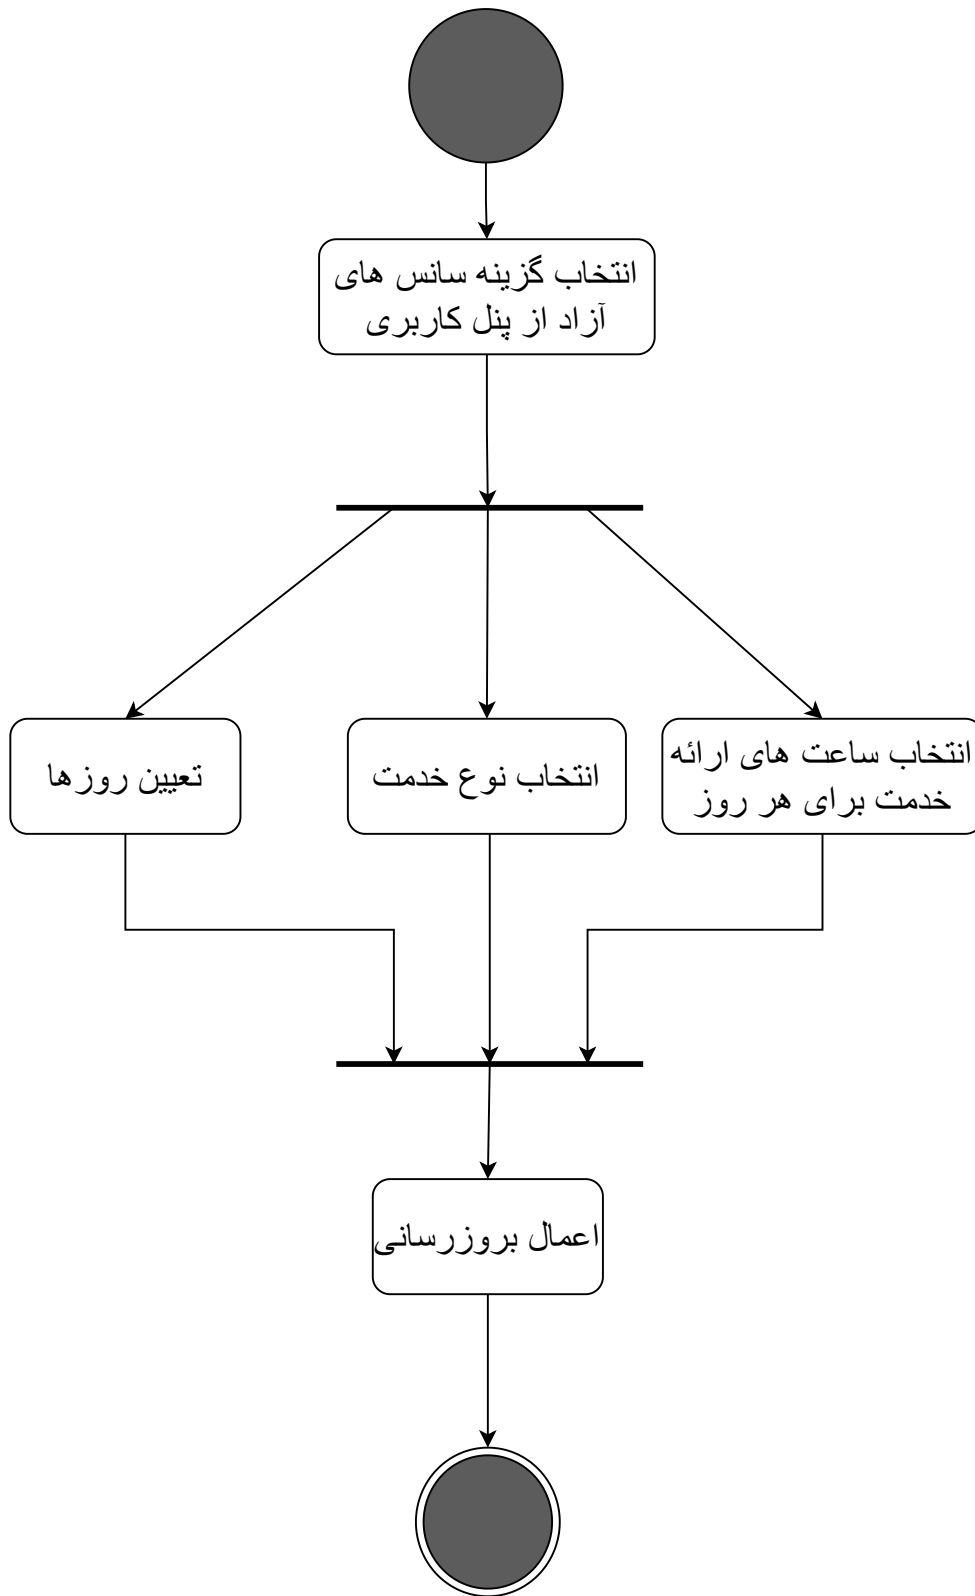 انتخاب گزینه سانس های
آزاد از پنل کاربری
انتخاب ساعت های ارائه
خدمت برای هر روز
انتخاب نوع خدمت
تعیین روزها
اعمال بروزرسانی